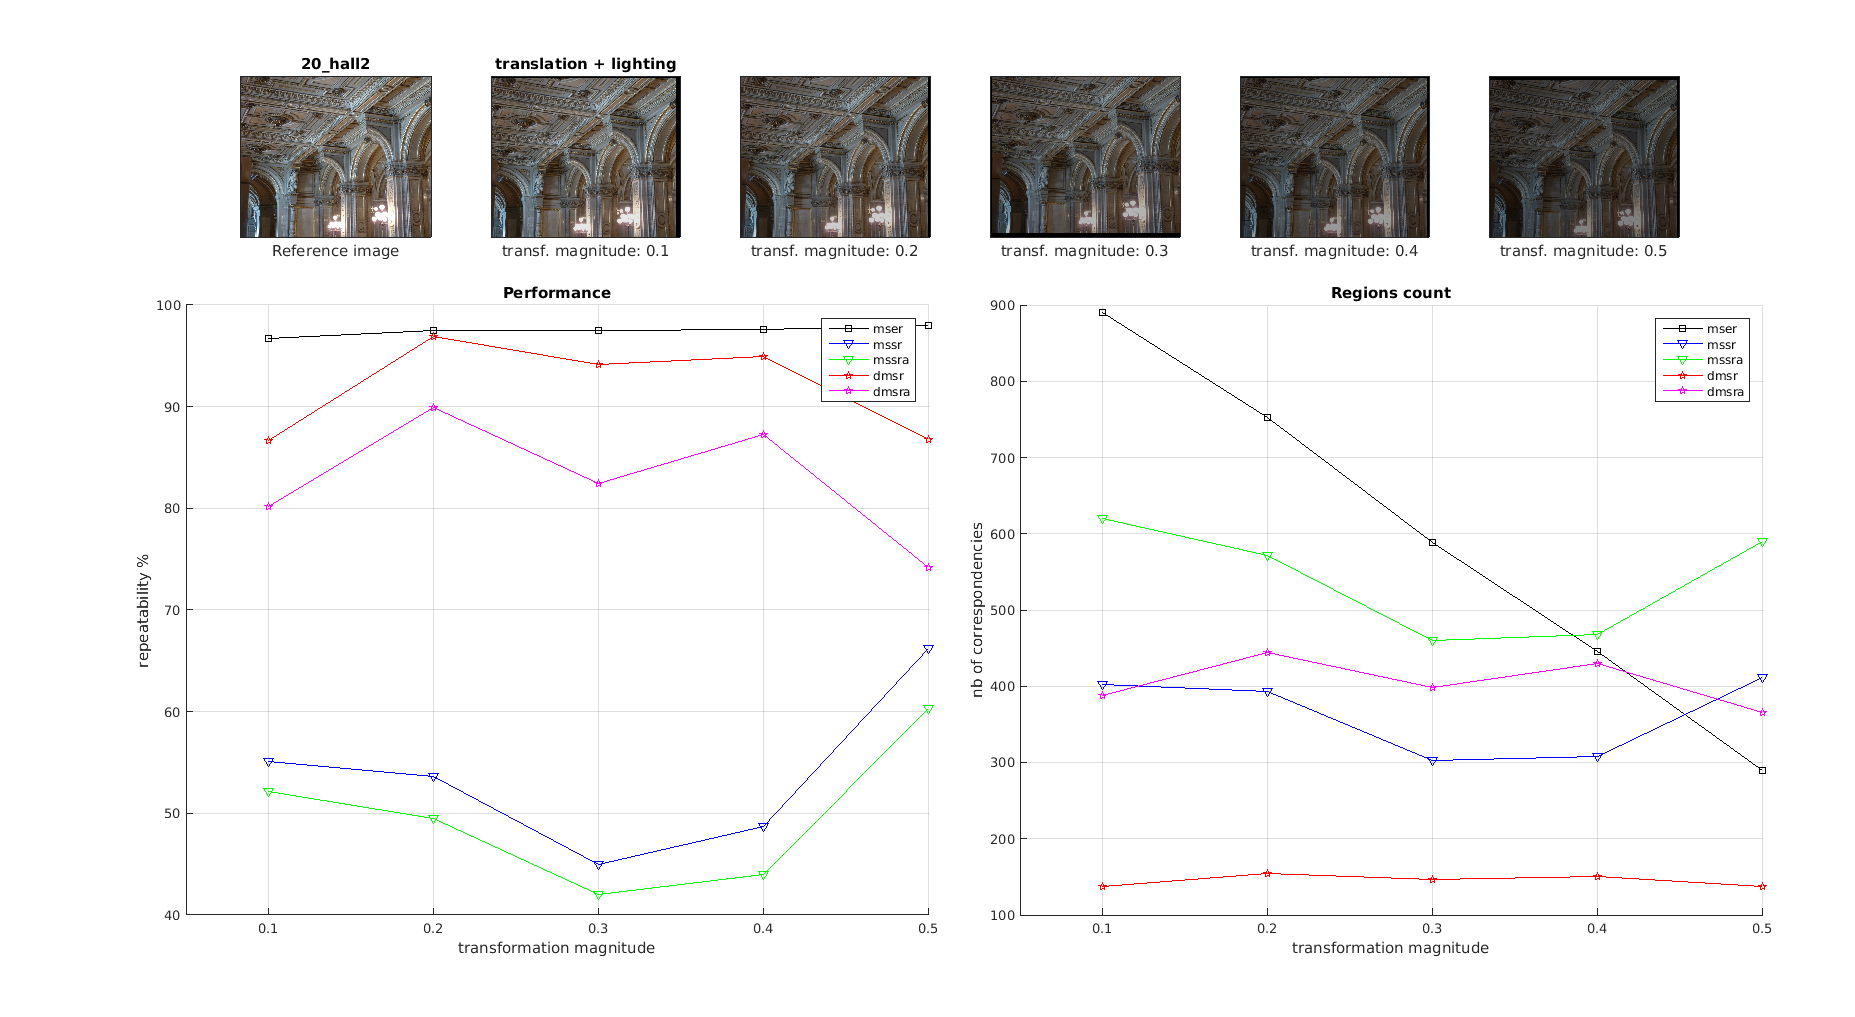 20_hall2
translation + lighting
Reference image
transf. magnitude: 0.1
transf. magnitude: 0.2
transf. magnitude: 0.3
transf. magnitude: 0.4
transf. magnitude: 0.5
Performance
repeatability %
100
90
80
70
60
50
40
0.1
0.2
0.3
0.4
0.5
transformation magnitude
mser
mssr
mssra
dmsr
dmsra
Regions count
nb of correspondencies
900
800
700
600
500
400
300
200
100
0.1
0.2
0.3
0.4
0.5
transformation magnitude
mser
mssr
mssra
dmsr
dmsra